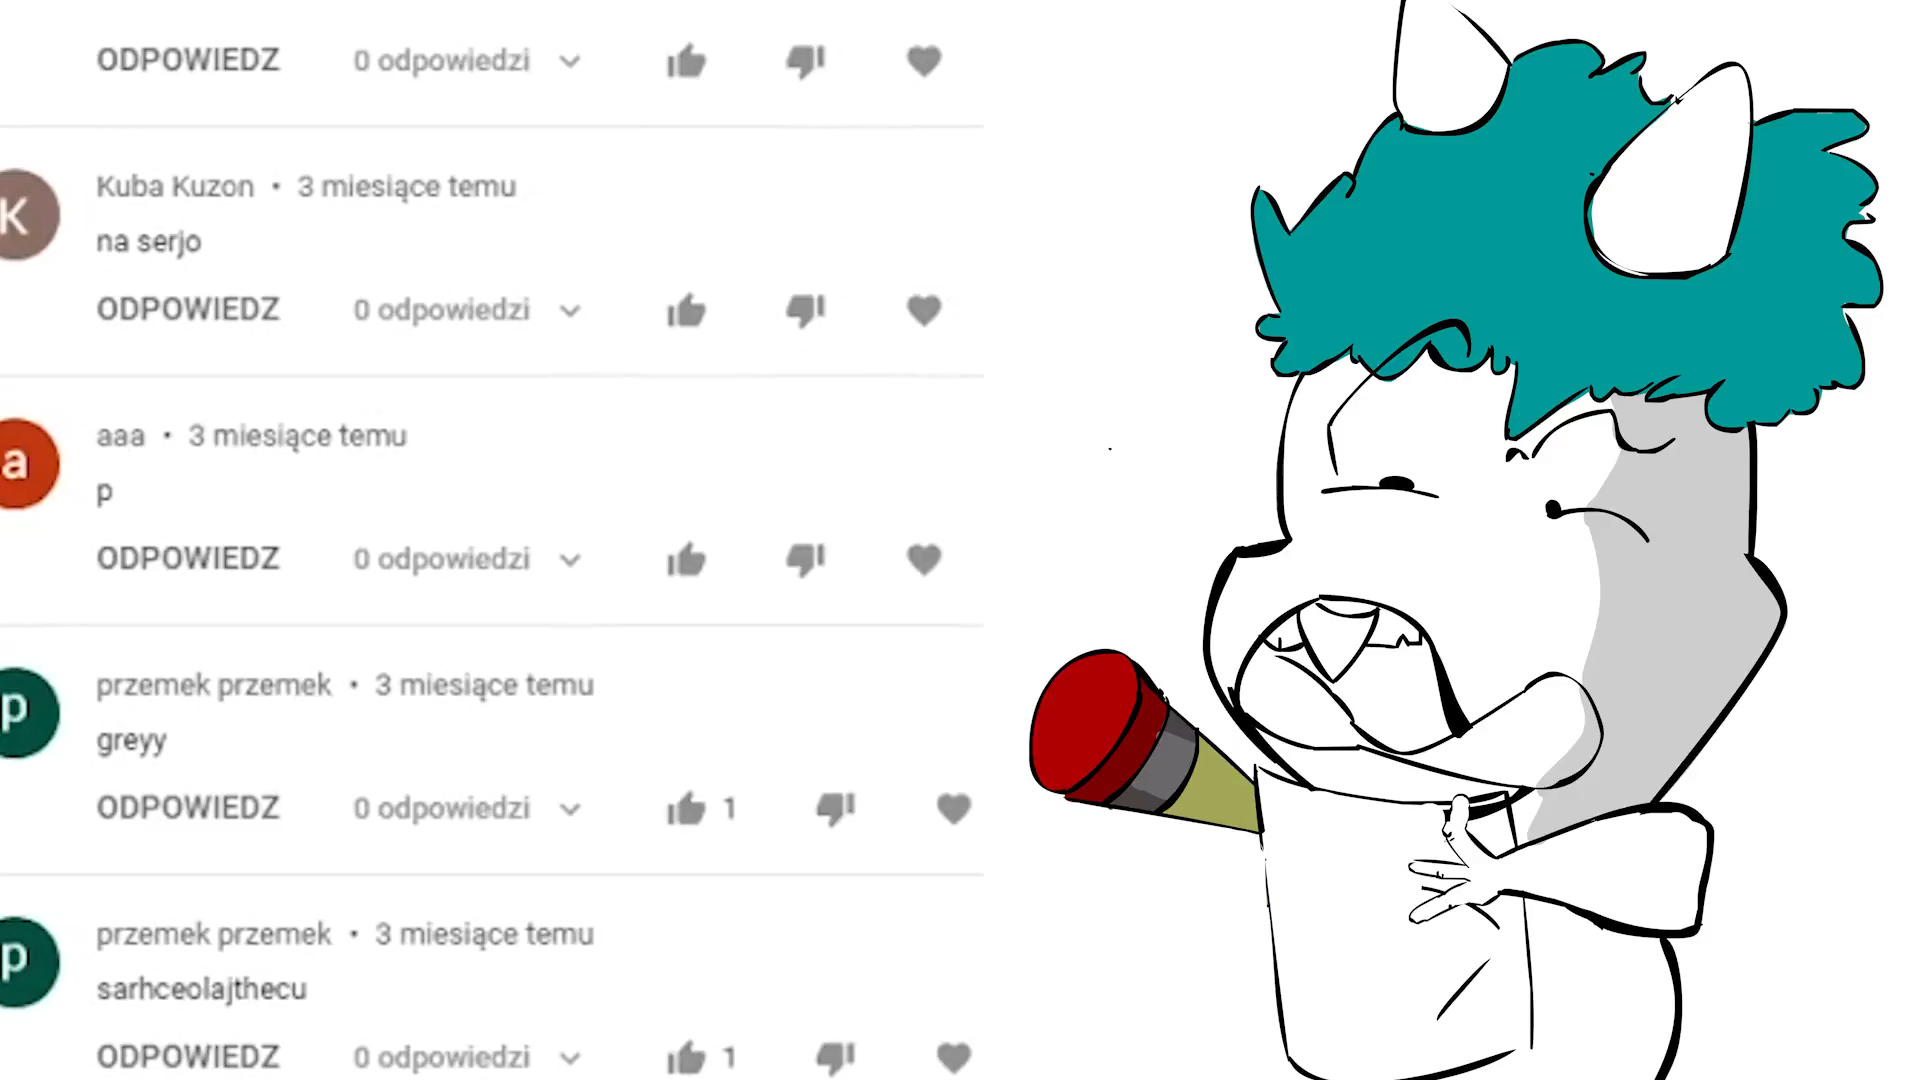 ODPOWIEDZ 0 odpowiedzi
K
Kuba Kuzon • 3 miesiące temu
na serjo
ODPOWIEDZ 0 odpowiedzi
a
aaa • 3 miesiące temu
p
ODPOWIEDZ 0 odpowiedzi
p
przemek przemek • 3 miesiące temu
greyy
ODPOWIEDZ 0 odpowiedzi 1
p
przemek przemek • 3 miesiące temu
sarhceolajthecu
ODPOWIEDZ 0 odpowiedzi 1